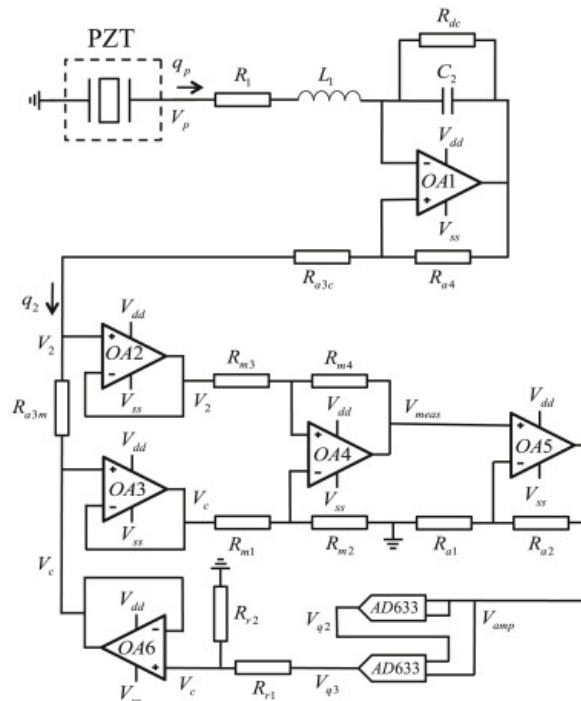 PZT
q_p
R_1
L_1
R_dc
C_2
V_p
V_dd
OA1
V_ss
R_a3c
R_a4
q_2
V_2
V_dd
OA2
V_ss
V_2
R_m3
R_m4
R_a3m
V_dd
OA4
V_ss
V_meas
V_dd
OA5
V_ss
V_dd
OA3
V_ss
V_c
R_m1
R_m2
R_a1
R_a2
V_c
V_dd
OA6
V_c
R_r2
R_r1
V_q2
V_q3
AD633
AD633
V_amp